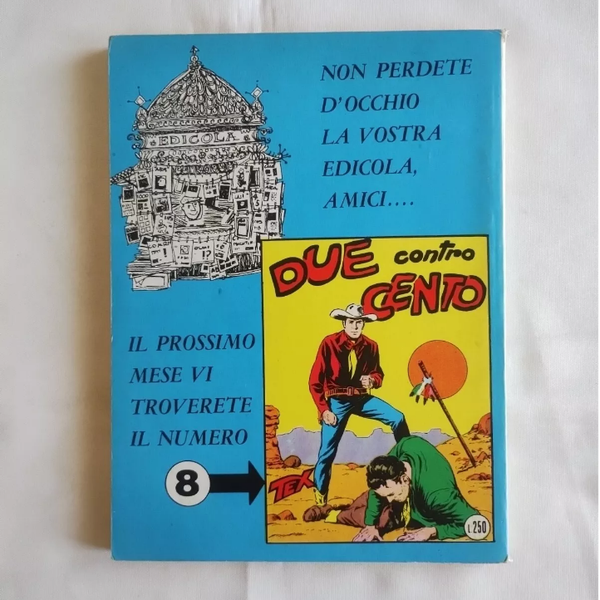 EDICOLA
NON PERDETE
D'OCCHIO
LA VOSTRA
EDICOLA,
AMICI....
DUE contro
CENTO
IL PROSSIMO
MESE VI
TROVERETE
IL NUMERO
8
TEX
L.250